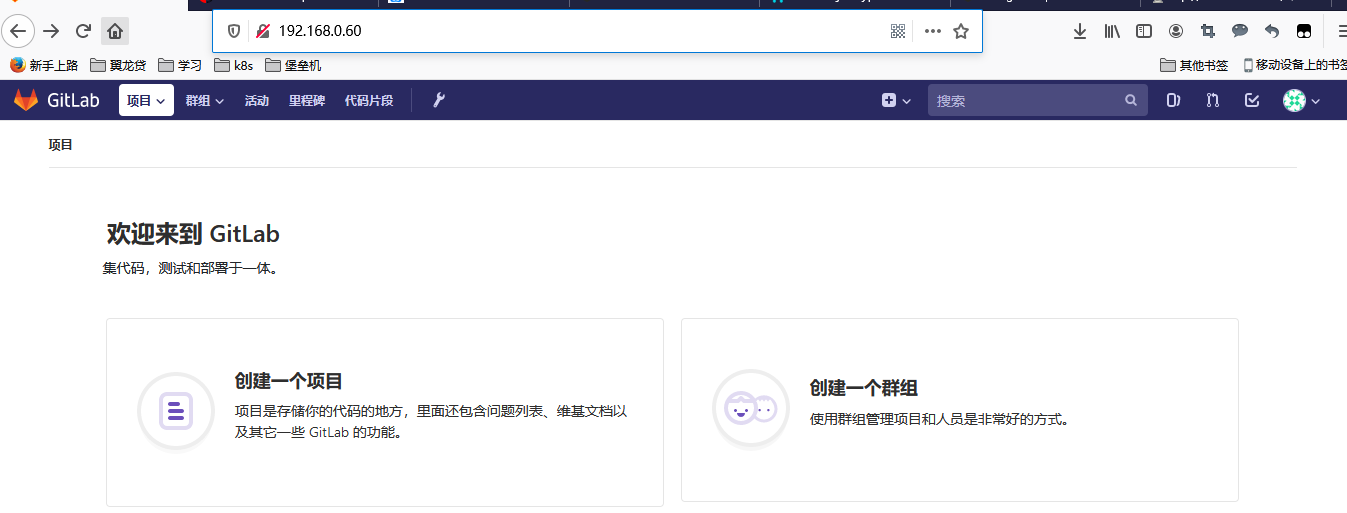 192.168.0.60
新手上路 翼龙贷 学习 k8s 堡垒机 其他书签 移动设备上的书签
GitLab 项目 群组 活动 里程碑 代码片段 搜索
项目
欢迎来到 GitLab
集代码，测试和部署于一体。
创建一个项目
项目是存储你的代码的地方，里面还包含问题列表、维基文档以
及其它一些 GitLab 的功能。
创建一个群组
使用群组管理项目和人员是非常好的方式。